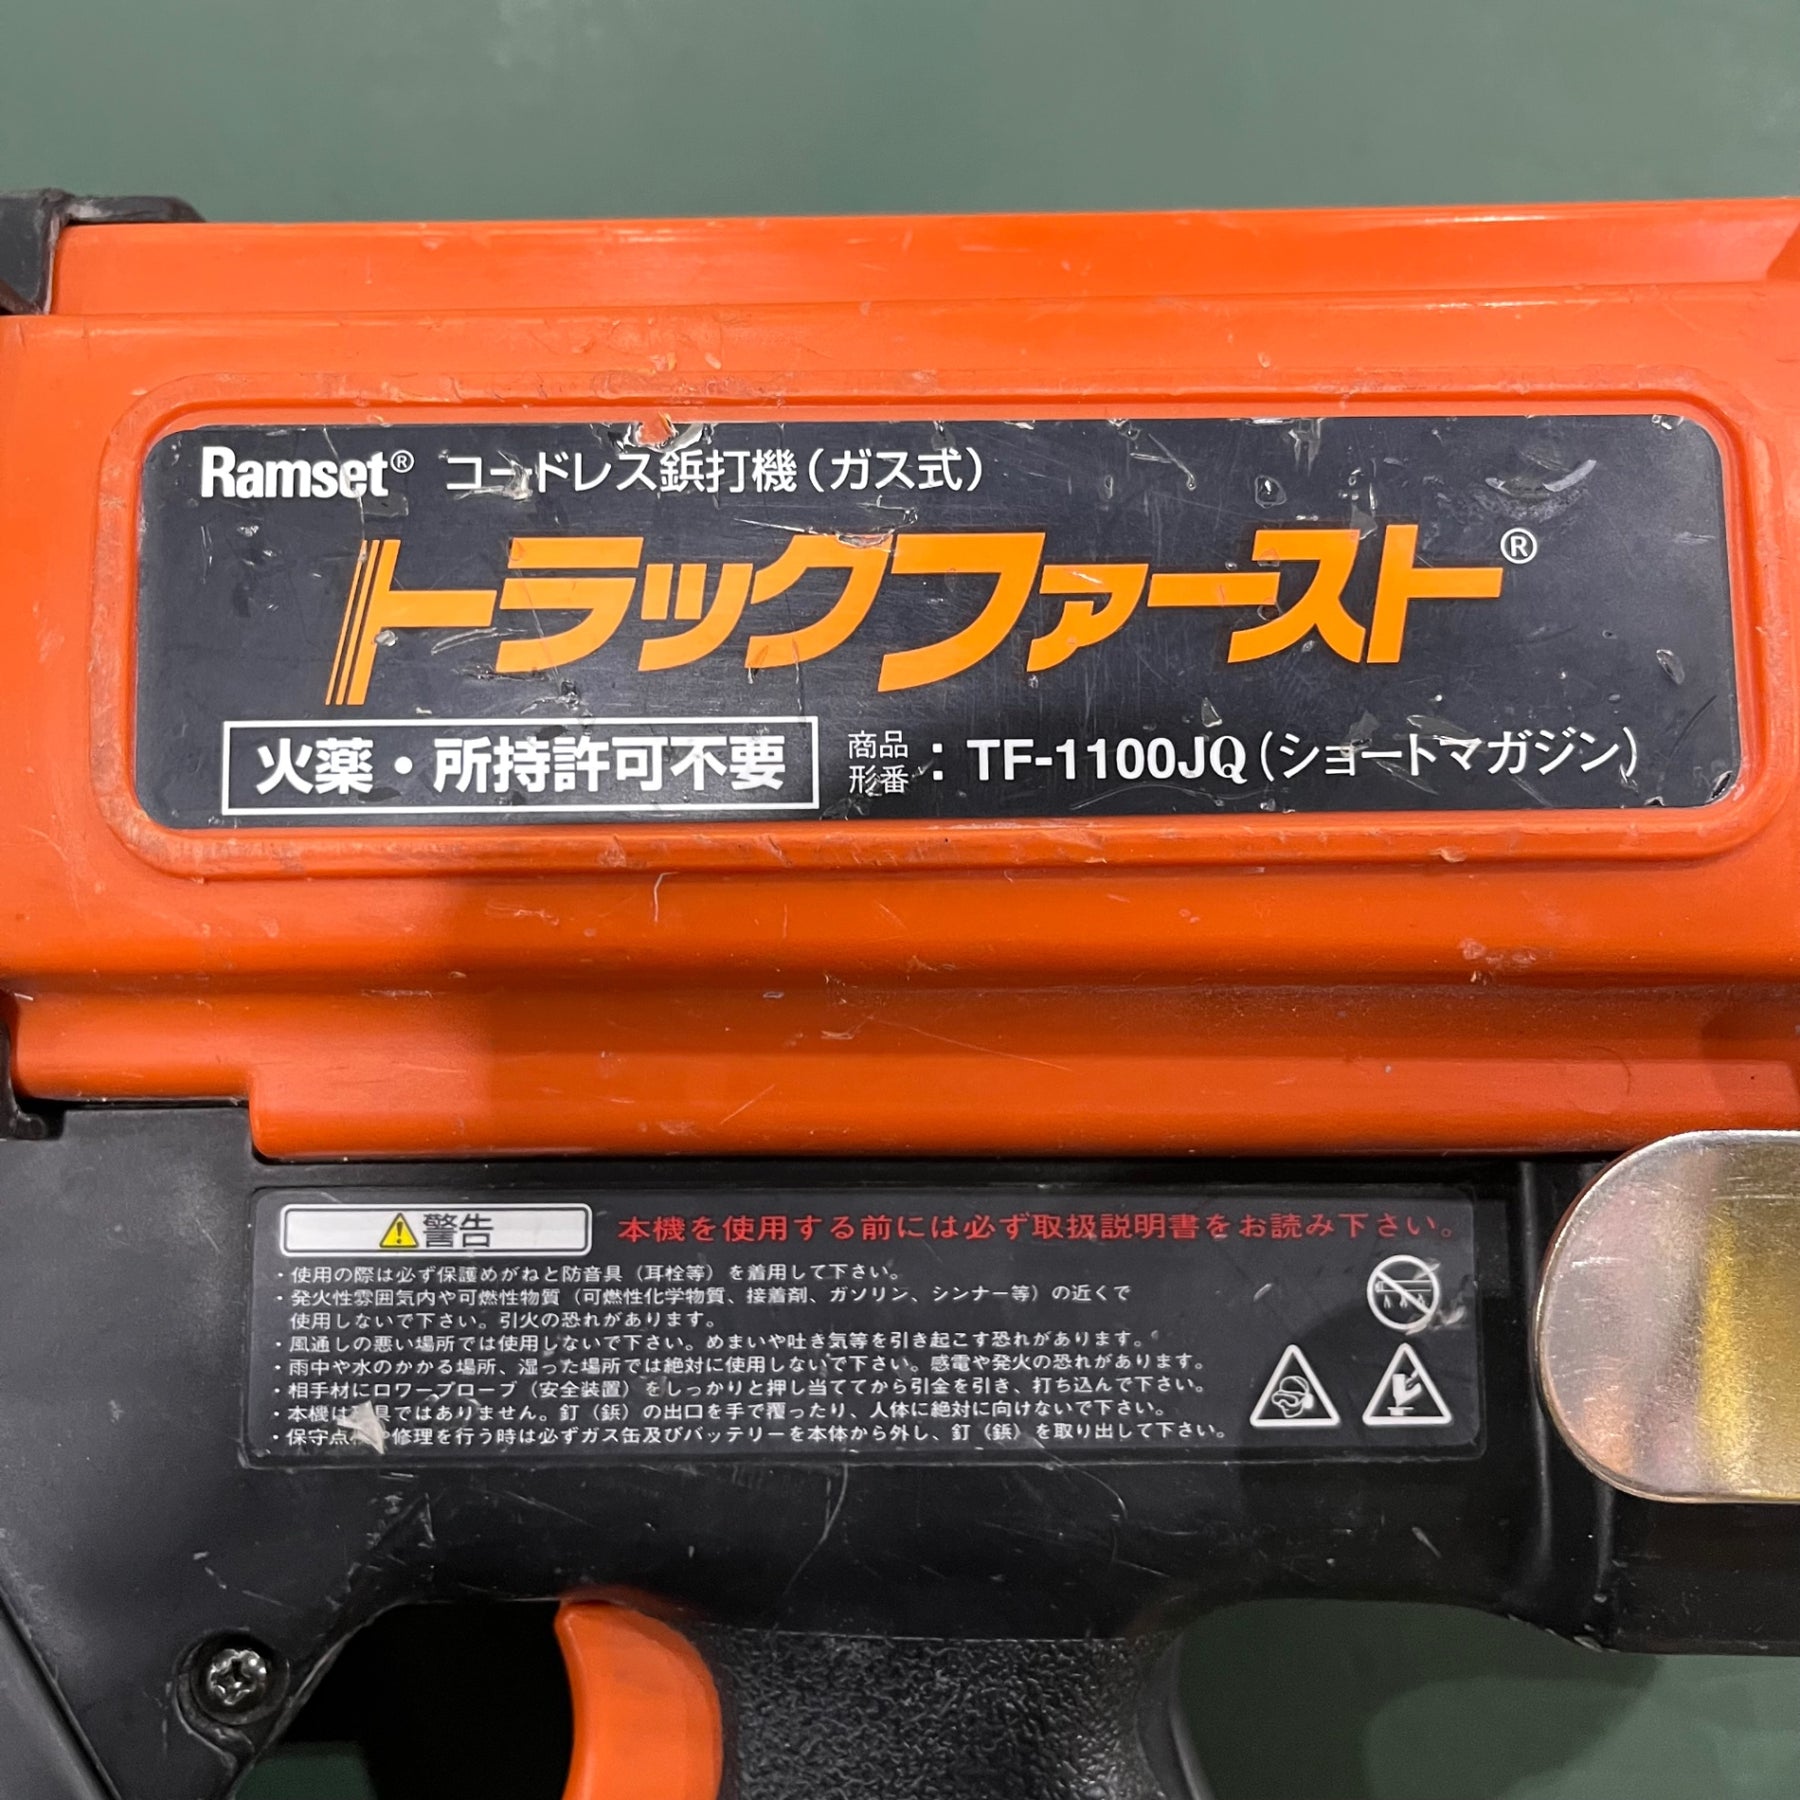 Ramset® コードレス鋲打機(ガス式)
トラックファースト®
火薬・所持許可不要 商品形番：TF-1100JQ(ショートマガジン)
警告 本機を使用する前には必ず取扱説明書をお読み下さい。
・使用の際は必ず保護めがねと防音具（耳栓等）を着用して下さい。
・発火性雰囲気内や可燃性物質（可燃性化学物質、接着剤、ガソリン、シンナー等）の近くで
使用しないで下さい。引火の恐れがあります。
・風通しの悪い場所では使用しないで下さい。めまいや吐き気等を引き起こす恐れがあります。
・雨中や水のかかる場所、湿った場所では絶対に使用しないで下さい。感電や発火の恐れがあります。
・相手材にロワープローブ（安全装置）をしっかりと押し当ててから引金を引き、打ち込んで下さい。
・本機は具ではありません。釘（鋲）の出口を手で覆ったり、人体に絶対に向けないで下さい。
・保守点や修理を行う時は必ずガス缶及びバッテリーを本体から外し、釘（鋲）を取り出して下さい。